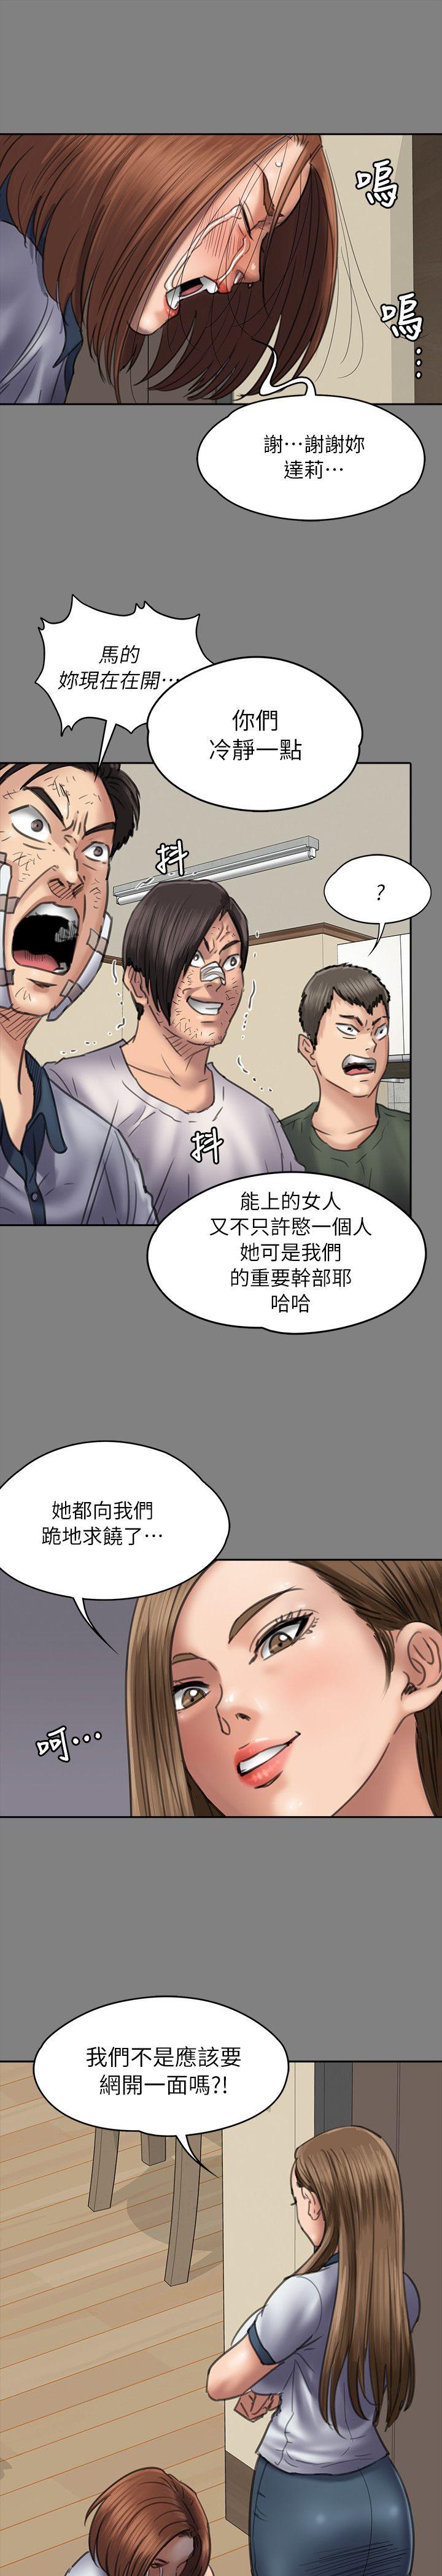 嗚
嗚…
謝…謝謝妳
達莉…
馬的
妳現在在開…
你們
冷靜一點
抖
?
抖
能上的女人
又不只許愍一個人
她可是我們
的重要幹部耶
哈哈
她都向我們
跪地求饒了…
呵…
我們不是應該要
網開一面嗎?!